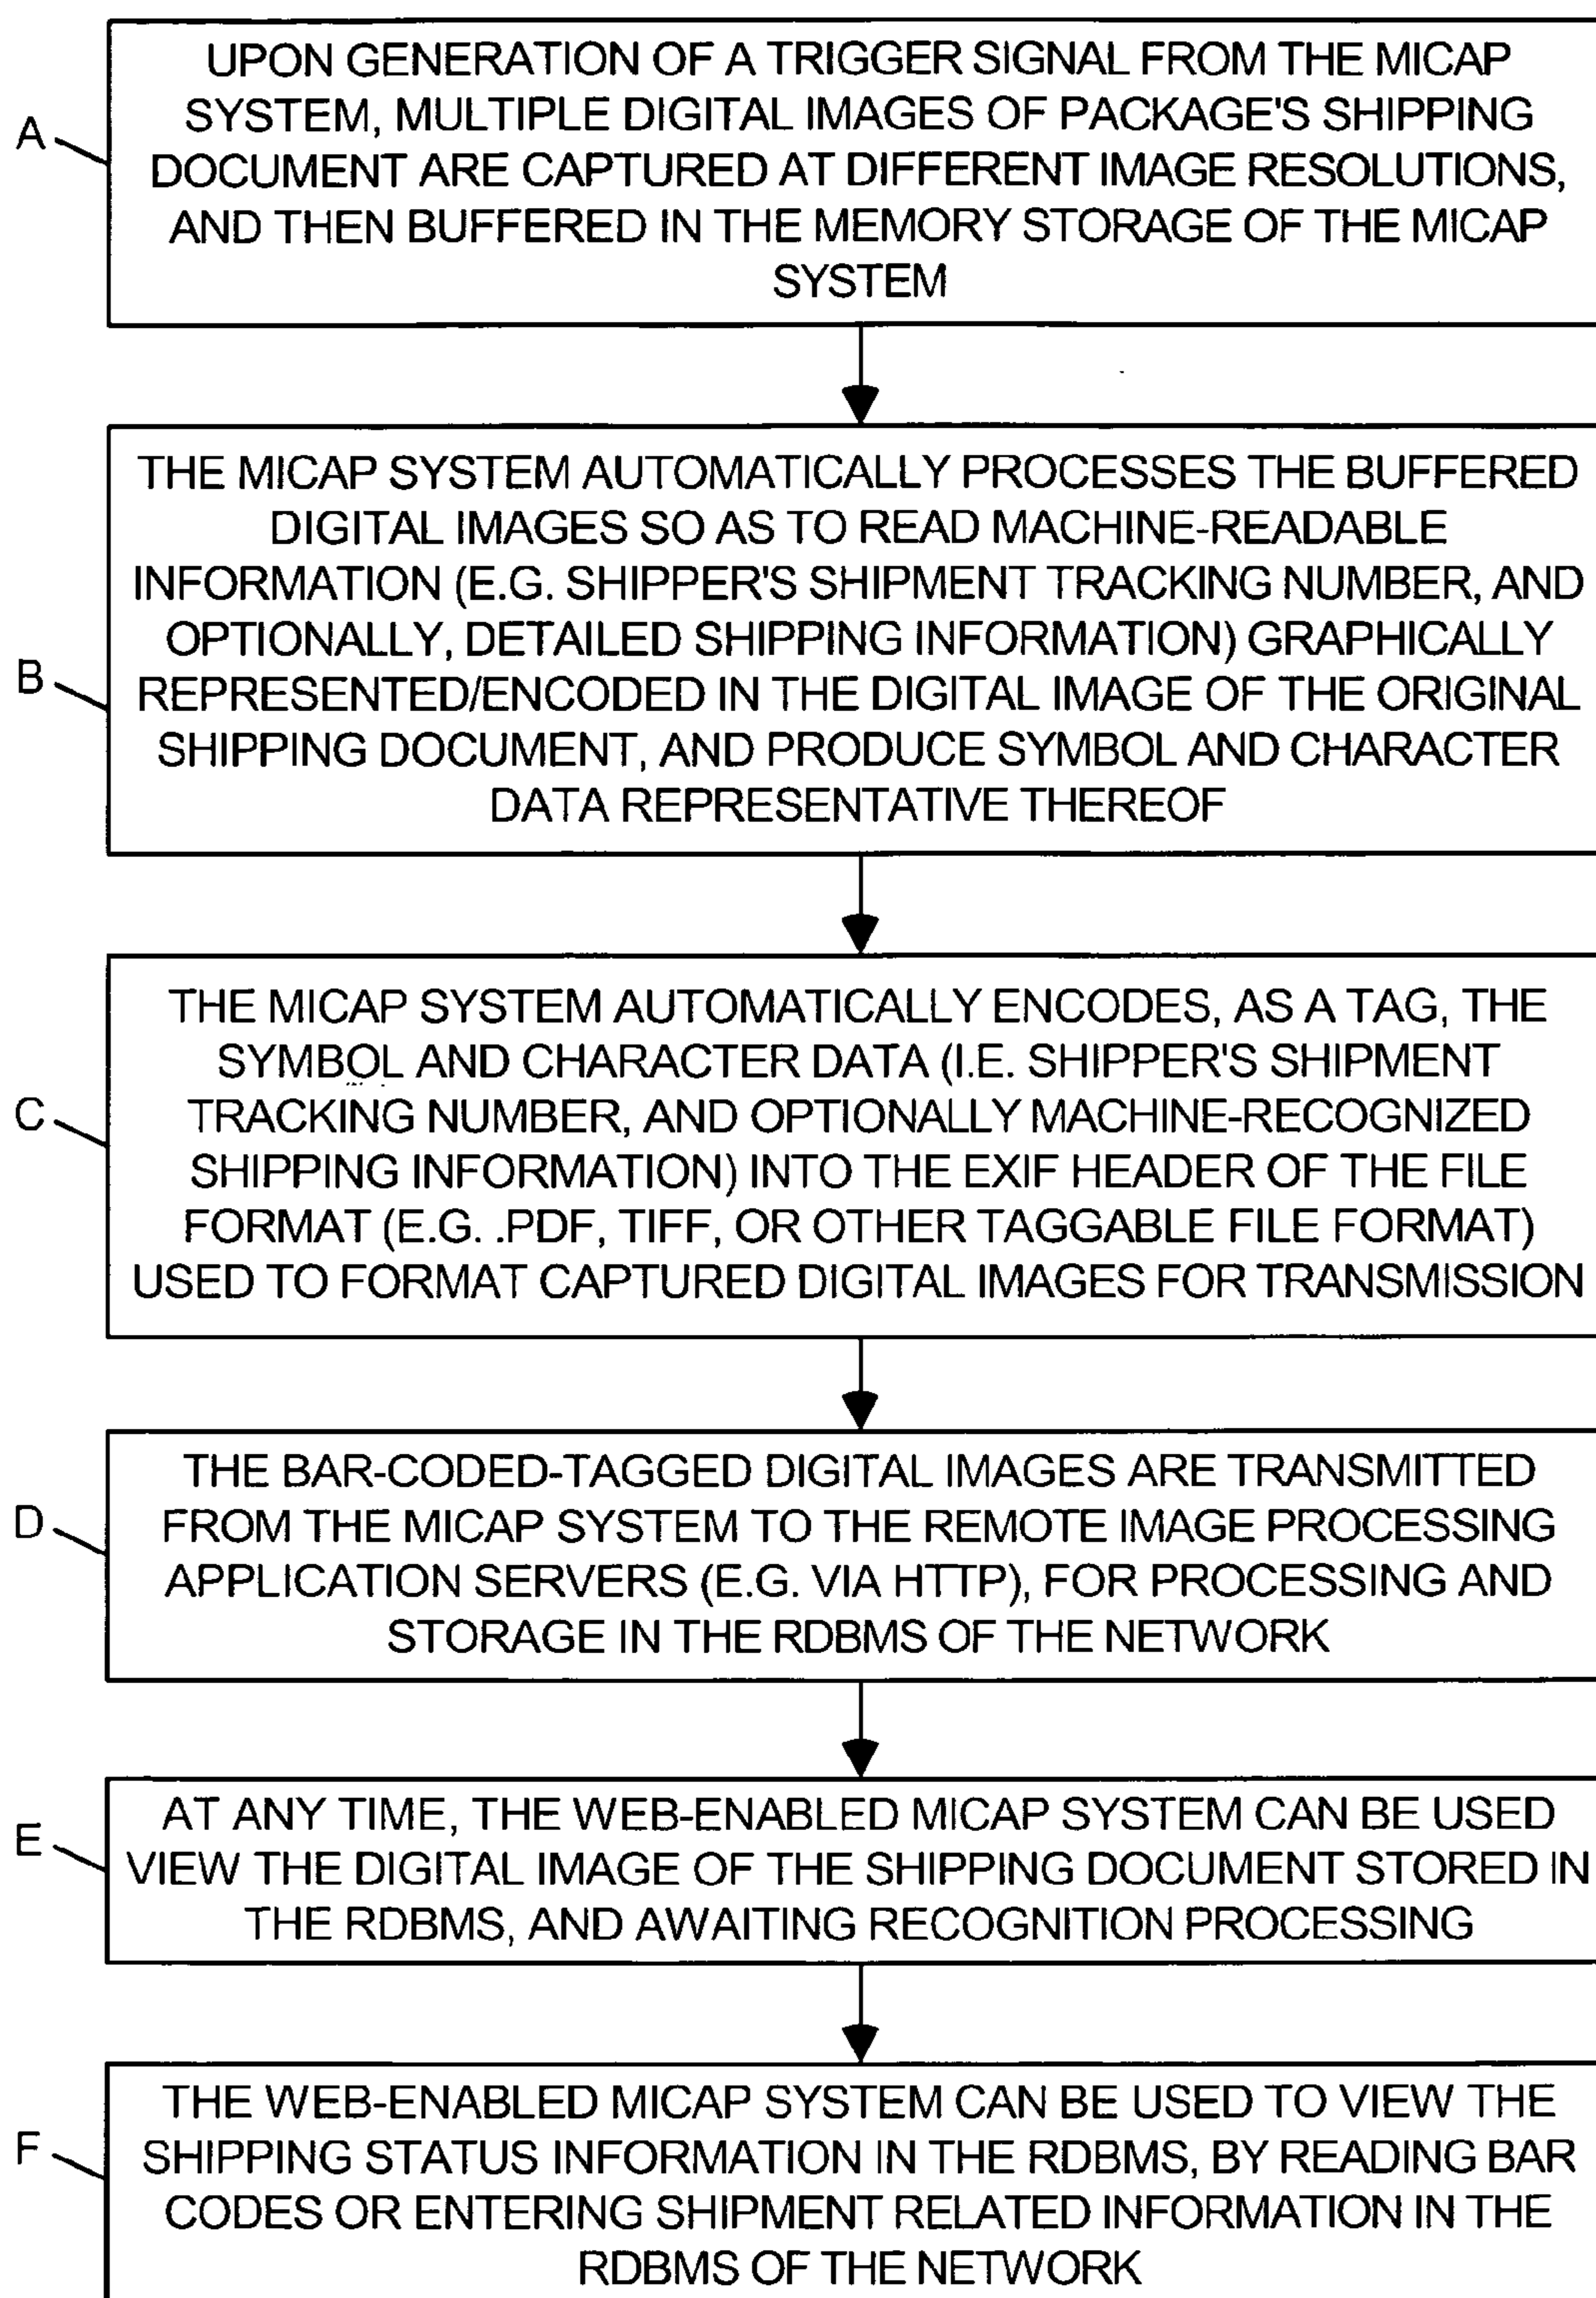 A
UPON GENERATION OF A TRIGGER SIGNAL FROM THE MICAP
SYSTEM, MULTIPLE DIGITAL IMAGES OF PACKAGE'S SHIPPING
DOCUMENT ARE CAPTURED AT DIFFERENT IMAGE RESOLUTIONS,
AND THEN BUFFERED IN THE MEMORY STORAGE OF THE MICAP
SYSTEM
B
THE MICAP SYSTEM AUTOMATICALLY PROCESSES THE BUFFERED
DIGITAL IMAGES SO AS TO READ MACHINE-READABLE
INFORMATION (E.G. SHIPPER'S SHIPMENT TRACKING NUMBER, AND
OPTIONALLY, DETAILED SHIPPING INFORMATION) GRAPHICALLY
REPRESENTED/ENCODED IN THE DIGITAL IMAGE OF THE ORIGINAL
SHIPPING DOCUMENT, AND PRODUCE SYMBOL AND CHARACTER
DATA REPRESENTATIVE THEREOF
C
THE MICAP SYSTEM AUTOMATICALLY ENCODES, AS A TAG, THE
SYMBOL AND CHARACTER DATA (I.E. SHIPPER'S SHIPMENT
TRACKING NUMBER, AND OPTIONALLY MACHINE-RECOGNIZED
SHIPPING INFORMATION) INTO THE EXIF HEADER OF THE FILE
FORMAT (E.G. .PDF, TIFF, OR OTHER TAGGABLE FILE FORMAT)
USED TO FORMAT CAPTURED DIGITAL IMAGES FOR TRANSMISSION
D
THE BAR-CODED-TAGGED DIGITAL IMAGES ARE TRANSMITTED
FROM THE MICAP SYSTEM TO THE REMOTE IMAGE PROCESSING
APPLICATION SERVERS (E.G. VIA HTTP), FOR PROCESSING AND
STORAGE IN THE RDBMS OF THE NETWORK
E
AT ANY TIME, THE WEB-ENABLED MICAP SYSTEM CAN BE USED
VIEW THE DIGITAL IMAGE OF THE SHIPPING DOCUMENT STORED IN
THE RDBMS, AND AWAITING RECOGNITION PROCESSING
F
THE WEB-ENABLED MICAP SYSTEM CAN BE USED TO VIEW THE
SHIPPING STATUS INFORMATION IN THE RDBMS, BY READING BAR
CODES OR ENTERING SHIPMENT RELATED INFORMATION IN THE
RDBMS OF THE NETWORK